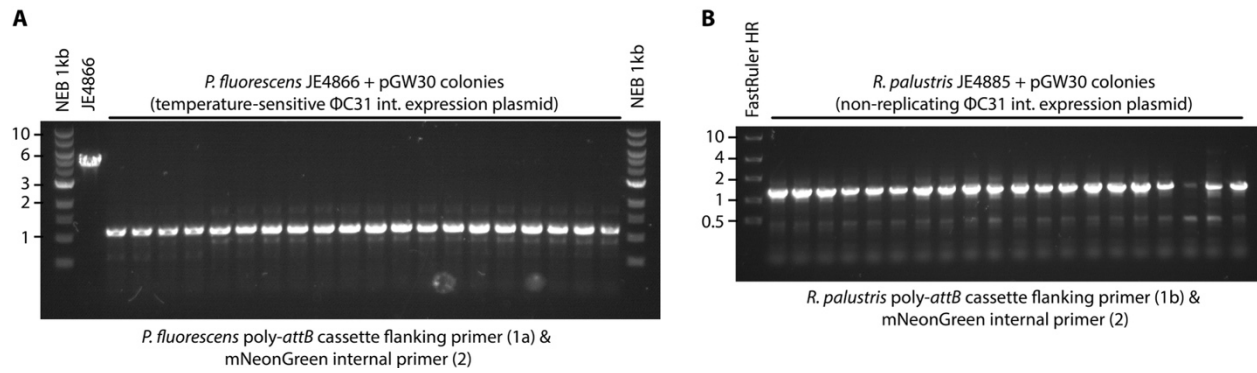 A
NEB 1kb
JE4866
P. fluorescens JE4866 + pGW30 colonies
(temperature-sensitive ΦC31 int. expression plasmid)
NEB 1kb
10
6
3
2
1
P. fluorescens poly-attB cassette flanking primer (1a) &
mNeonGreen internal primer (2)
B
FastRuler HR
R. palustris JE4885 + pGW30 colonies
(non-replicating ΦC31 int. expression plasmid)
10
4
2
1
0.5
R. palustris poly-attB cassette flanking primer (1b) &
mNeonGreen internal primer (2)